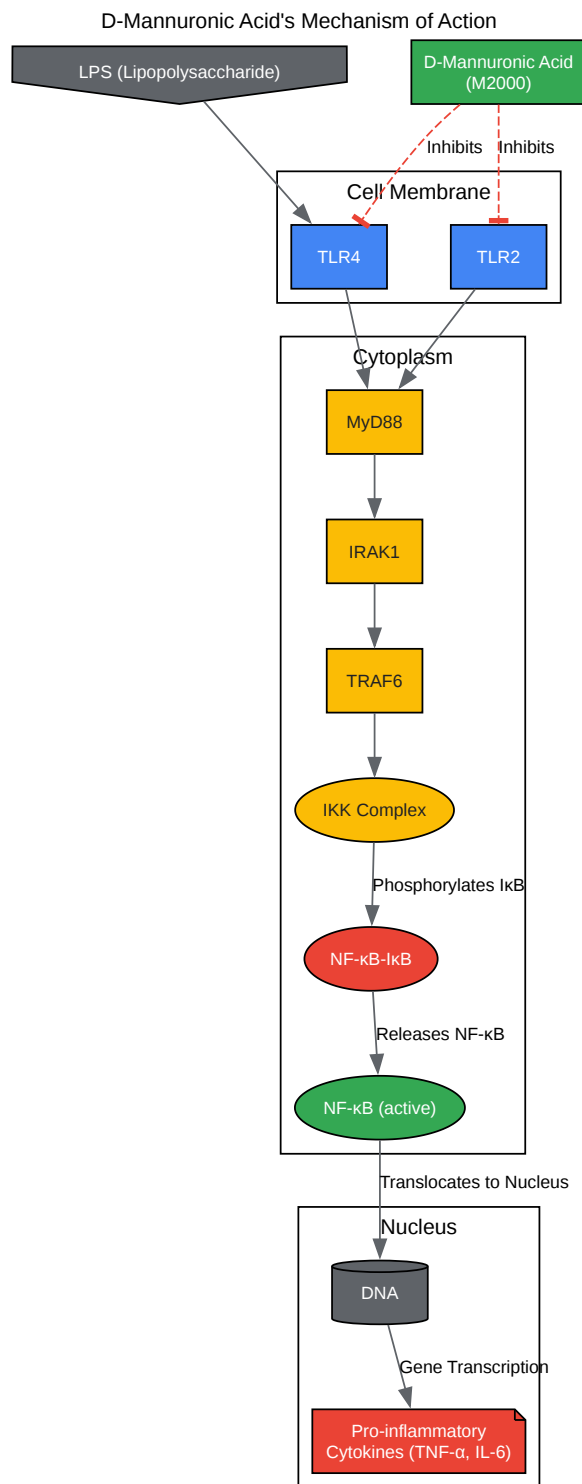 D-Mannuronic Acid's Mechanism of Action
LPS (Lipopolysaccharide)
D-Mannuronic Acid
(M2000)
Inhibits
Inhibits
Cell Membrane
TLR4
TLR2
Cytoplasm
MyD88
IRAK1
TRAF6
IKK Complex
Phosphorylates IκB
NF-κB-IκB
Releases NF-κB
NF-κB (active)
Translocates to Nucleus
Nucleus
DNA
Gene Transcription
Pro-inflammatory
Cytokines (TNF-α, IL-6)